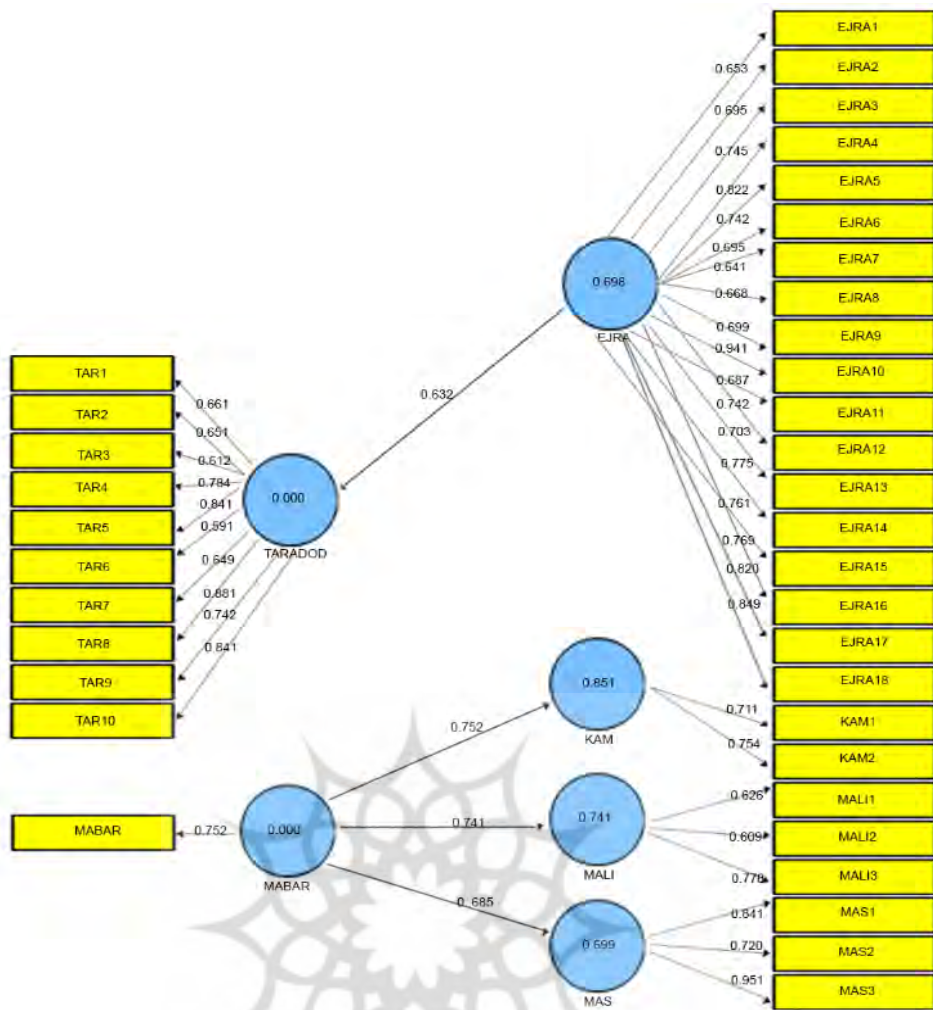 EJRA1
0.653
EJRA2
0.695
EJRA3
0.745
EJRA4
0.822
EJRA5
0.742
EJRA6
0.695
EJRA7
0.641
EJRA8
0.668
EJRA9
0.699
EJRA10
0.941
EJRA11
0.687
EJRA12
0.742
EJRA13
0.703
EJRA14
0.775
EJRA15
0.761
EJRA16
0.769
EJRA17
0.820
EJRA18
0.849
0.698
EJRA
0.632
TAR1
0.661
TAR2
0.651
TAR3
0.612
TAR4
0.784
TAR5
0.841
TAR6
0.591
TAR7
0.649
TAR8
0.881
TAR9
0.742
TAR10
0.841
0.000
TARADOD
0.851
KAM
0.711
KAM1
0.754
KAM2
0.752
MABAR
0.752
0.000
MABAR
0.741
0.741
MALI
0.626
MALI1
0.609
MALI2
0.778
MALI3
0.685
0.699
MAS
0.841
MAS1
0.720
MAS2
0.951
MAS3